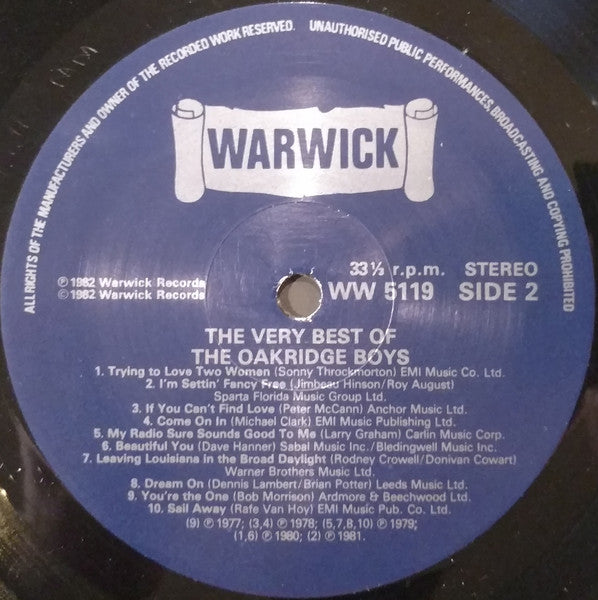 ALL RIGHTS OF THE MANUFACTURERS AND OWNER OF THE RECORDED WORK RESERVED. UNAUTHORISED PUBLIC PERFORMANCES, BROADCASTING AND COPYING PROHIBITED
WARWICK
℗1982 Warwick Records
©1982 Warwick Records
33⅓ r.p.m. STEREO
WW 5119 SIDE 2
THE VERY BEST OF
THE OAKRIDGE BOYS
1. Trying to Love Two Women (Sonny Throckmorton) EMI Music Co. Ltd.
2. I'm Settin' Fancy Free (Jimbeau Hinson/Roy August)
Sparta Florida Music Group Ltd.
3. If You Can't Find Love (Peter McCann) Anchor Music Ltd.
4. Come On In (Michael Clark) EMI Music Publishing Ltd.
5. My Radio Sure Sounds Good To Me (Larry Graham) Carlin Music Corp.
6. Beautiful You (Dave Hanner) Sabal Music Inc./Bledingwell Music Inc.
7. Leaving Louisiana in the Broad Daylight (Rodney Crowell/Donivan Cowart)
Warner Brothers Music Ltd.
8. Dream On (Dennis Lambert/Brian Potter) Leeds Music Ltd.
9. You're the One (Bob Morrison) Ardmore & Beechwood Ltd.
10. Sail Away (Rafe Van Hoy) EMI Music Pub. Co. Ltd.
(9) ℗ 1977; (3,4) ℗ 1978; (5,7,8,10) ℗ 1979;
(1,6) ℗ 1980; (2) ℗ 1981.